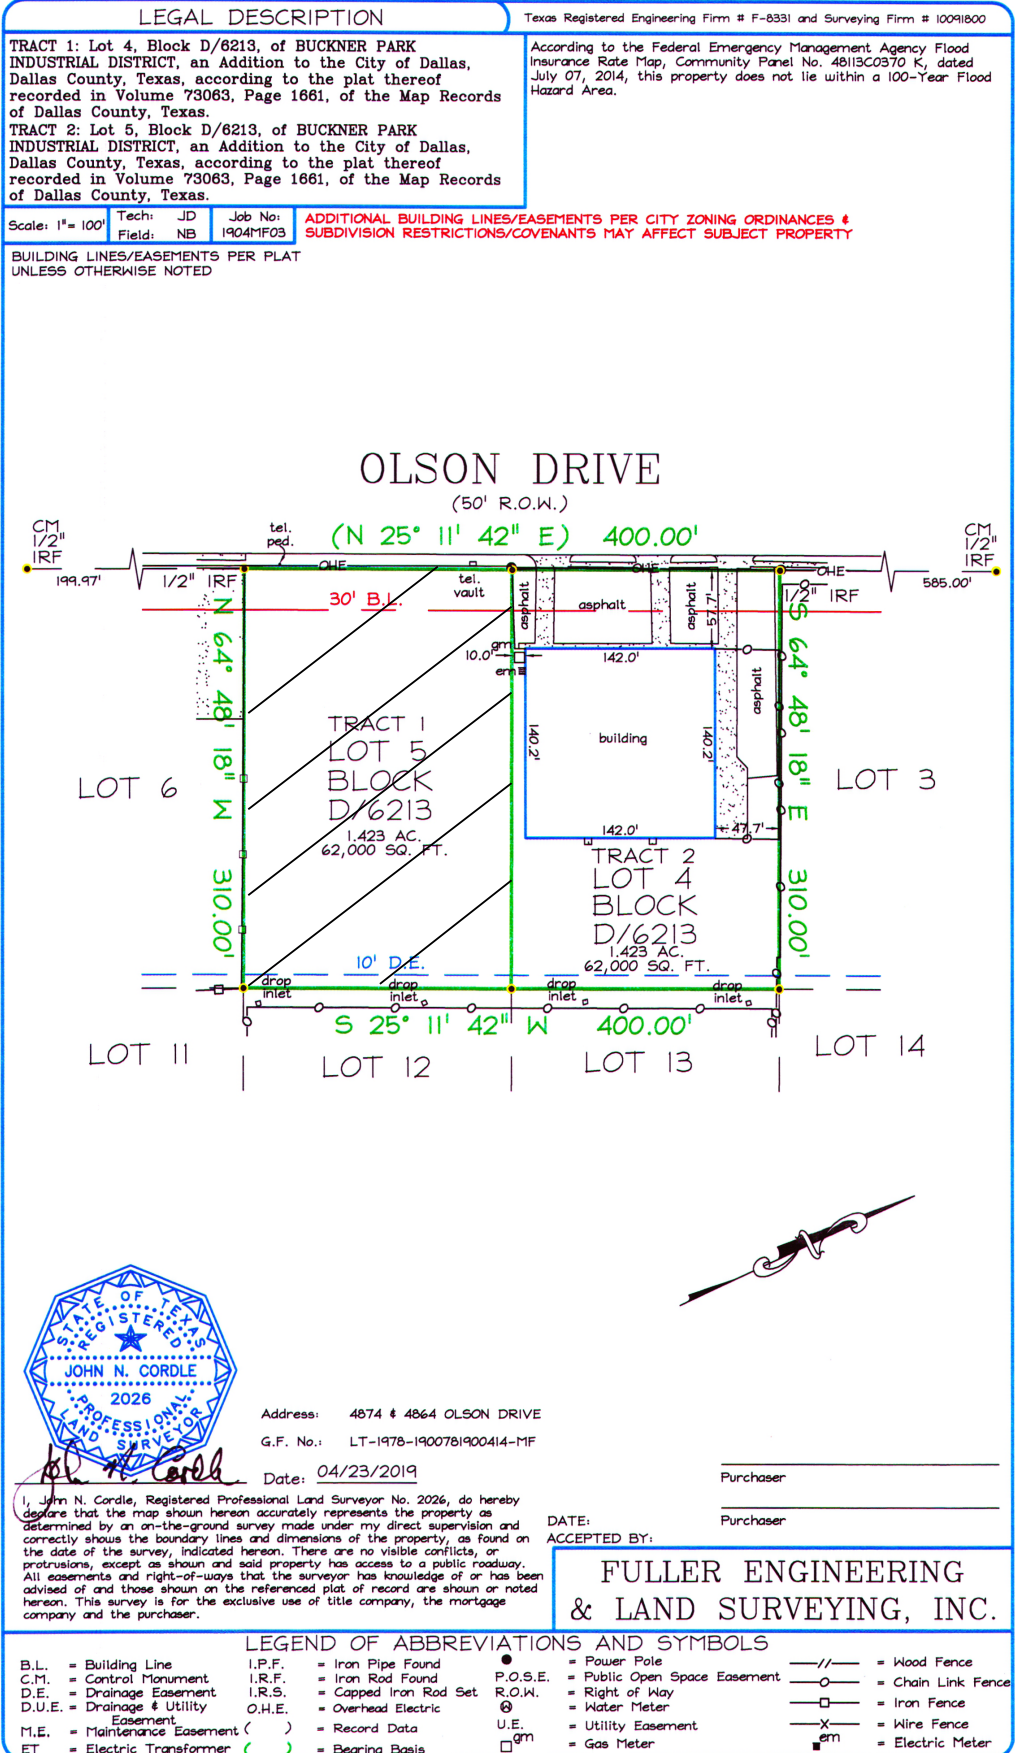 LEGAL DESCRIPTION
Texas Registered Engineering Firm # F-8331 and Surveying Firm # 10091800
TRACT 1: Lot 4, Block D/6213, of BUCKNER PARK
INDUSTRIAL DISTRICT, an Addition to the City of Dallas,
Dallas County, Texas, according to the plat thereof
recorded in Volume 73063, Page 1661, of the Map Records
of Dallas County, Texas.
TRACT 2: Lot 5, Block D/6213, of BUCKNER PARK
INDUSTRIAL DISTRICT, an Addition to the City of Dallas,
Dallas County, Texas, according to the plat thereof
recorded in Volume 73063, Page 1661, of the Map Records
of Dallas County, Texas.
According to the Federal Emergency Management Agency Flood
Insurance Rate Map, Community Panel No. 48113C0370 K, dated
July 07, 2014, this property does not lie within a 100-Year Flood
Hazard Area.
Scale: 1"= 100'
Tech: JD
Field: NB
Job No:
1904MF03
ADDITIONAL BUILDING LINES/EASEMENTS PER CITY ZONING ORDINANCES &
SUBDIVISION RESTRICTIONS/COVENANTS MAY AFFECT SUBJECT PROPERTY
BUILDING LINES/EASEMENTS PER PLAT
UNLESS OTHERWISE NOTED
OLSON DRIVE
(50' R.O.W.)
(N 25° 11' 42" E) 400.00'
CM
1/2"
IRF
tel.
ped.
CM
1/2"
IRF
199.97'
1/2" IRF
OHE
tel.
vault
OHE
OHE
585.00'
1/2" IRF
30' B.L.
asphalt
asphalt
asphalt
57.7'
gm
10.0'
em
142.0'
asphalt
N 64° 48' 18" W 310.00'
S 64° 48' 18" E 310.00'
140.2'
building
140.2'
TRACT 1
LOT 5
BLOCK
D/6213
1.423 AC.
62,000 SQ. FT.
LOT 6
LOT 3
142.0'
47.7'
TRACT 2
LOT 4
BLOCK
D/6213
1.423 AC.
62,000 SQ. FT.
10' D.E.
drop
inlet
drop
inlet
drop
inlet
drop
inlet
S 25° 11' 42" W 400.00'
LOT 11
LOT 12
LOT 13
LOT 14
STATE OF TEXAS
REGISTERED
JOHN N. CORDLE
2026
PROFESSIONAL
LAND SURVEYOR
John N. Cordle
Address: 4874 & 4864 OLSON DRIVE
G.F. No.: LT-1978-1900781900414-MF
Date: 04/23/2019
I, John N. Cordle, Registered Professional Land Surveyor No. 2026, do hereby
declare that the map shown hereon accurately represents the property as
determined by an on-the-ground survey made under my direct supervision and
correctly shows the boundary lines and dimensions of the property, as found on
the date of the survey, indicated hereon. There are no visible conflicts, or
protrusions, except as shown and said property has access to a public roadway.
All easements and right-of-ways that the surveyor has knowledge of or has been
advised of and those shown on the referenced plat of record are shown or noted
hereon. This survey is for the exclusive use of title company, the mortgage
company and the purchaser.
Purchaser
Purchaser
DATE:
ACCEPTED BY:
FULLER ENGINEERING
& LAND SURVEYING, INC.
LEGEND OF ABBREVIATIONS AND SYMBOLS
B.L. = Building Line
C.M. = Control Monument
D.E. = Drainage Easement
D.U.E. = Drainage & Utility
Easement
M.E. = Maintenance Easement
ET = Electric Transformer
I.P.F. = Iron Pipe Found
I.R.F. = Iron Rod Found
I.R.S. = Capped Iron Rod Set
O.H.E. = Overhead Electric
( ) = Record Data
( ) = Bearing Basis
= Power Pole
P.O.S.E. = Public Open Space Easement
R.O.W. = Right of Way
W = Water Meter
U.E. = Utility Easement
gm = Gas Meter
= Wood Fence
= Chain Link Fence
= Iron Fence
X = Wire Fence
em = Electric Meter